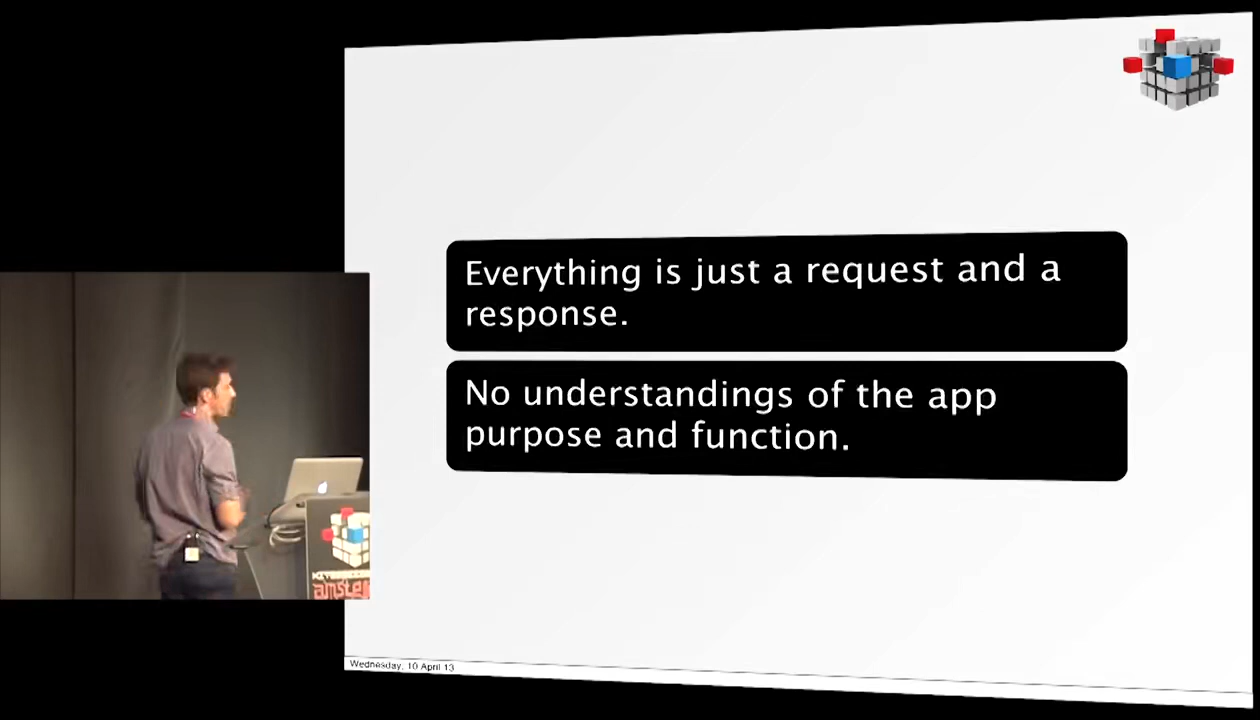 Everything is just a request and a
response.
No understandings of the app
purpose and function.
Wednesday, 10 April 13